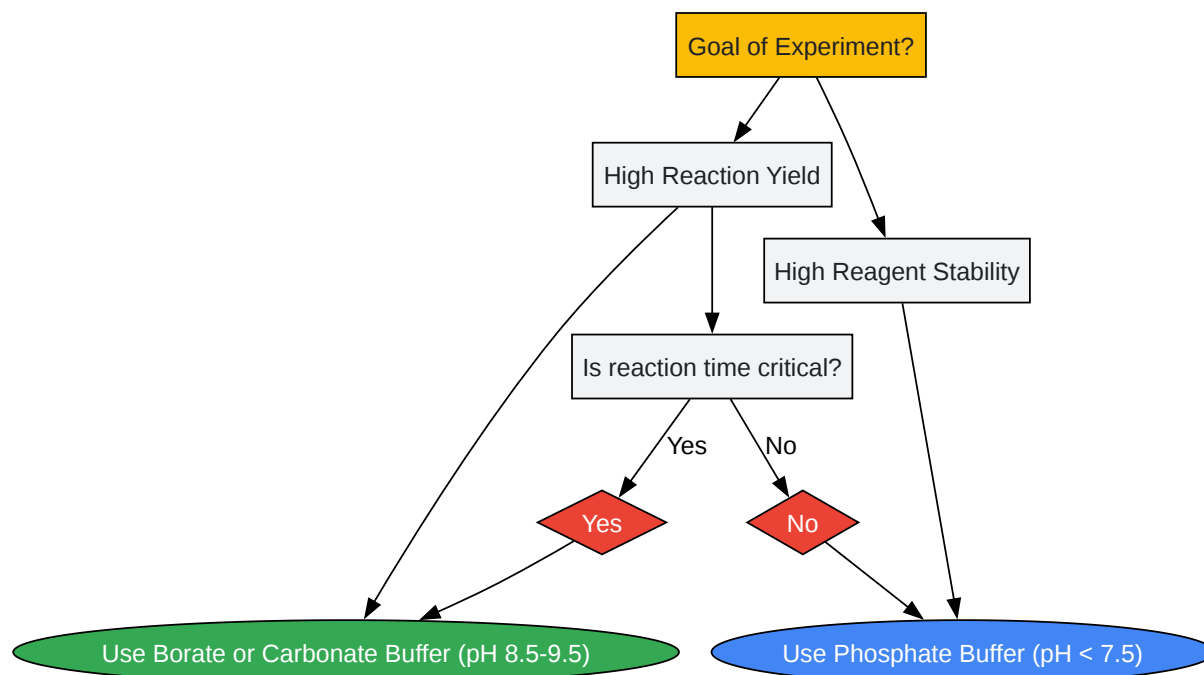 Goal of Experiment?
High Reaction Yield
High Reagent Stability
Is reaction time critical?
Yes
No
Yes
No
Use Borate or Carbonate Buffer (pH 8.5-9.5)
Use Phosphate Buffer (pH < 7.5)